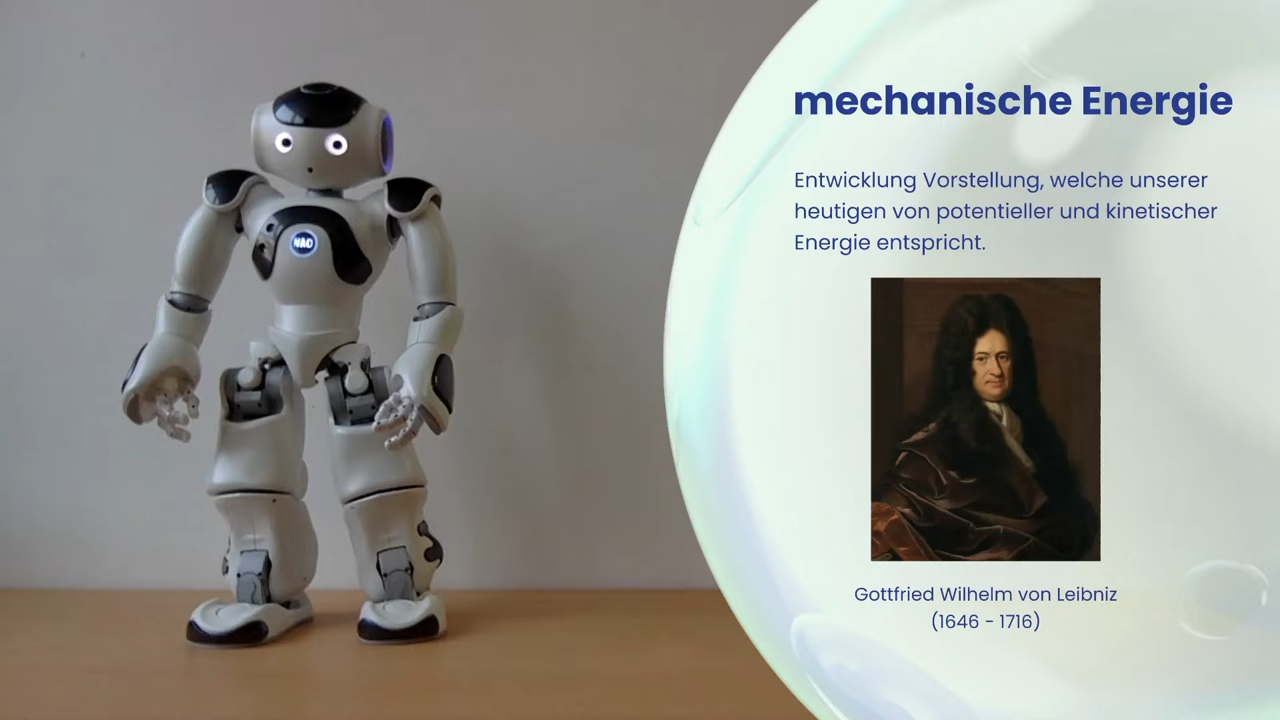 mechanische Energie
Entwicklung Vorstellung, welche unserer
heutigen von potentieller und kinetischer
Energie entspricht.
NAO
Gottfried Wilhelm von Leibniz
(1646 - 1716)